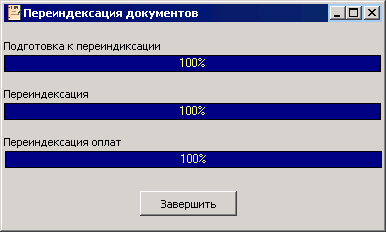 Переиндексация документов
Подготовка к переиндиксации
100%
Переиндексация
100%
Переиндексация оплат
100%
Завершить